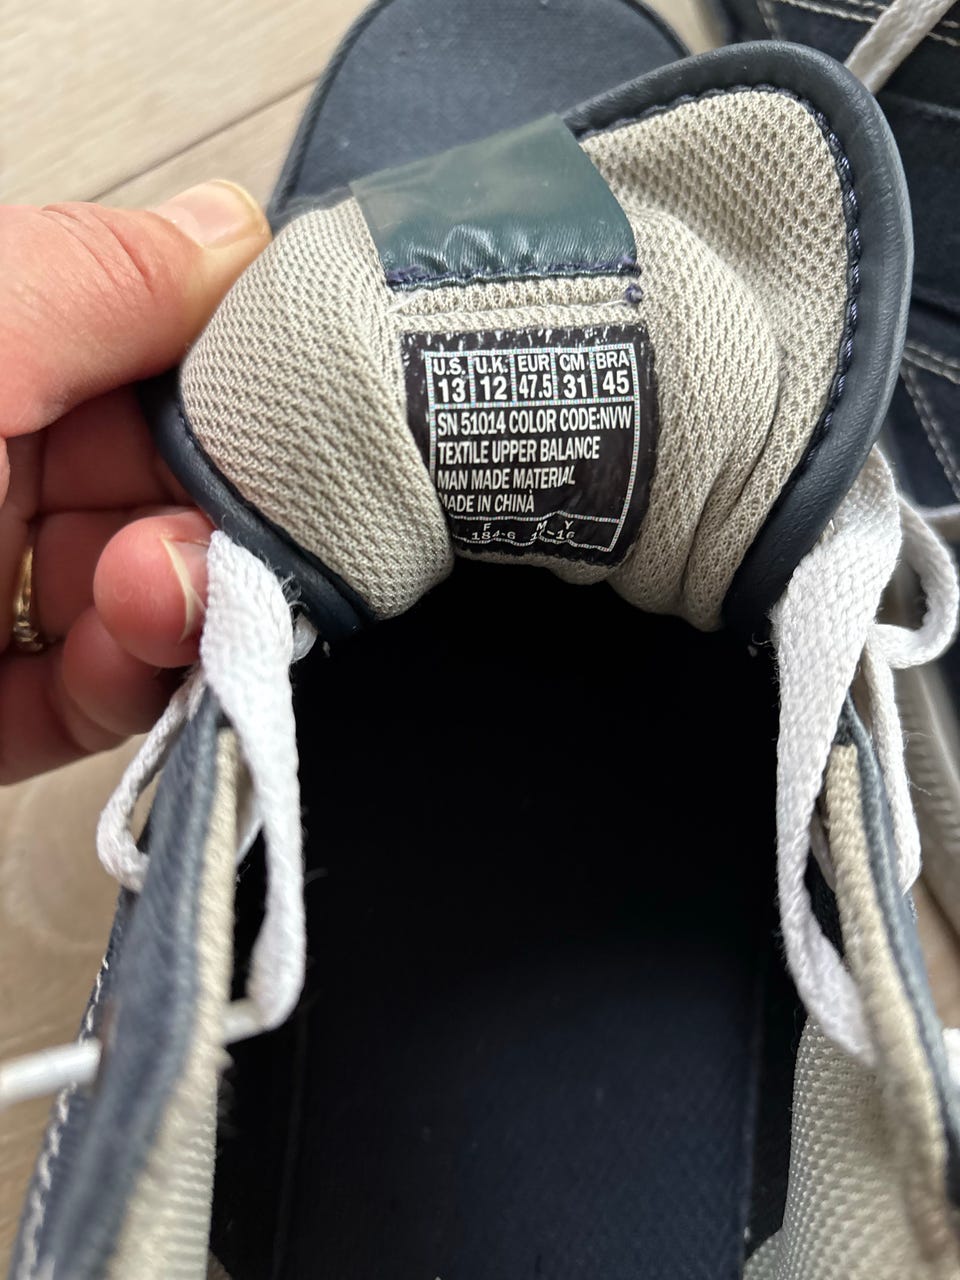 U.S. U.K. EUR CM BRA
13 12 47.5 31 45
SN 51014 COLOR CODE:NVW
TEXTILE UPPER BALANCE
MAN MADE MATERIAL
MADE IN CHINA
F M Y